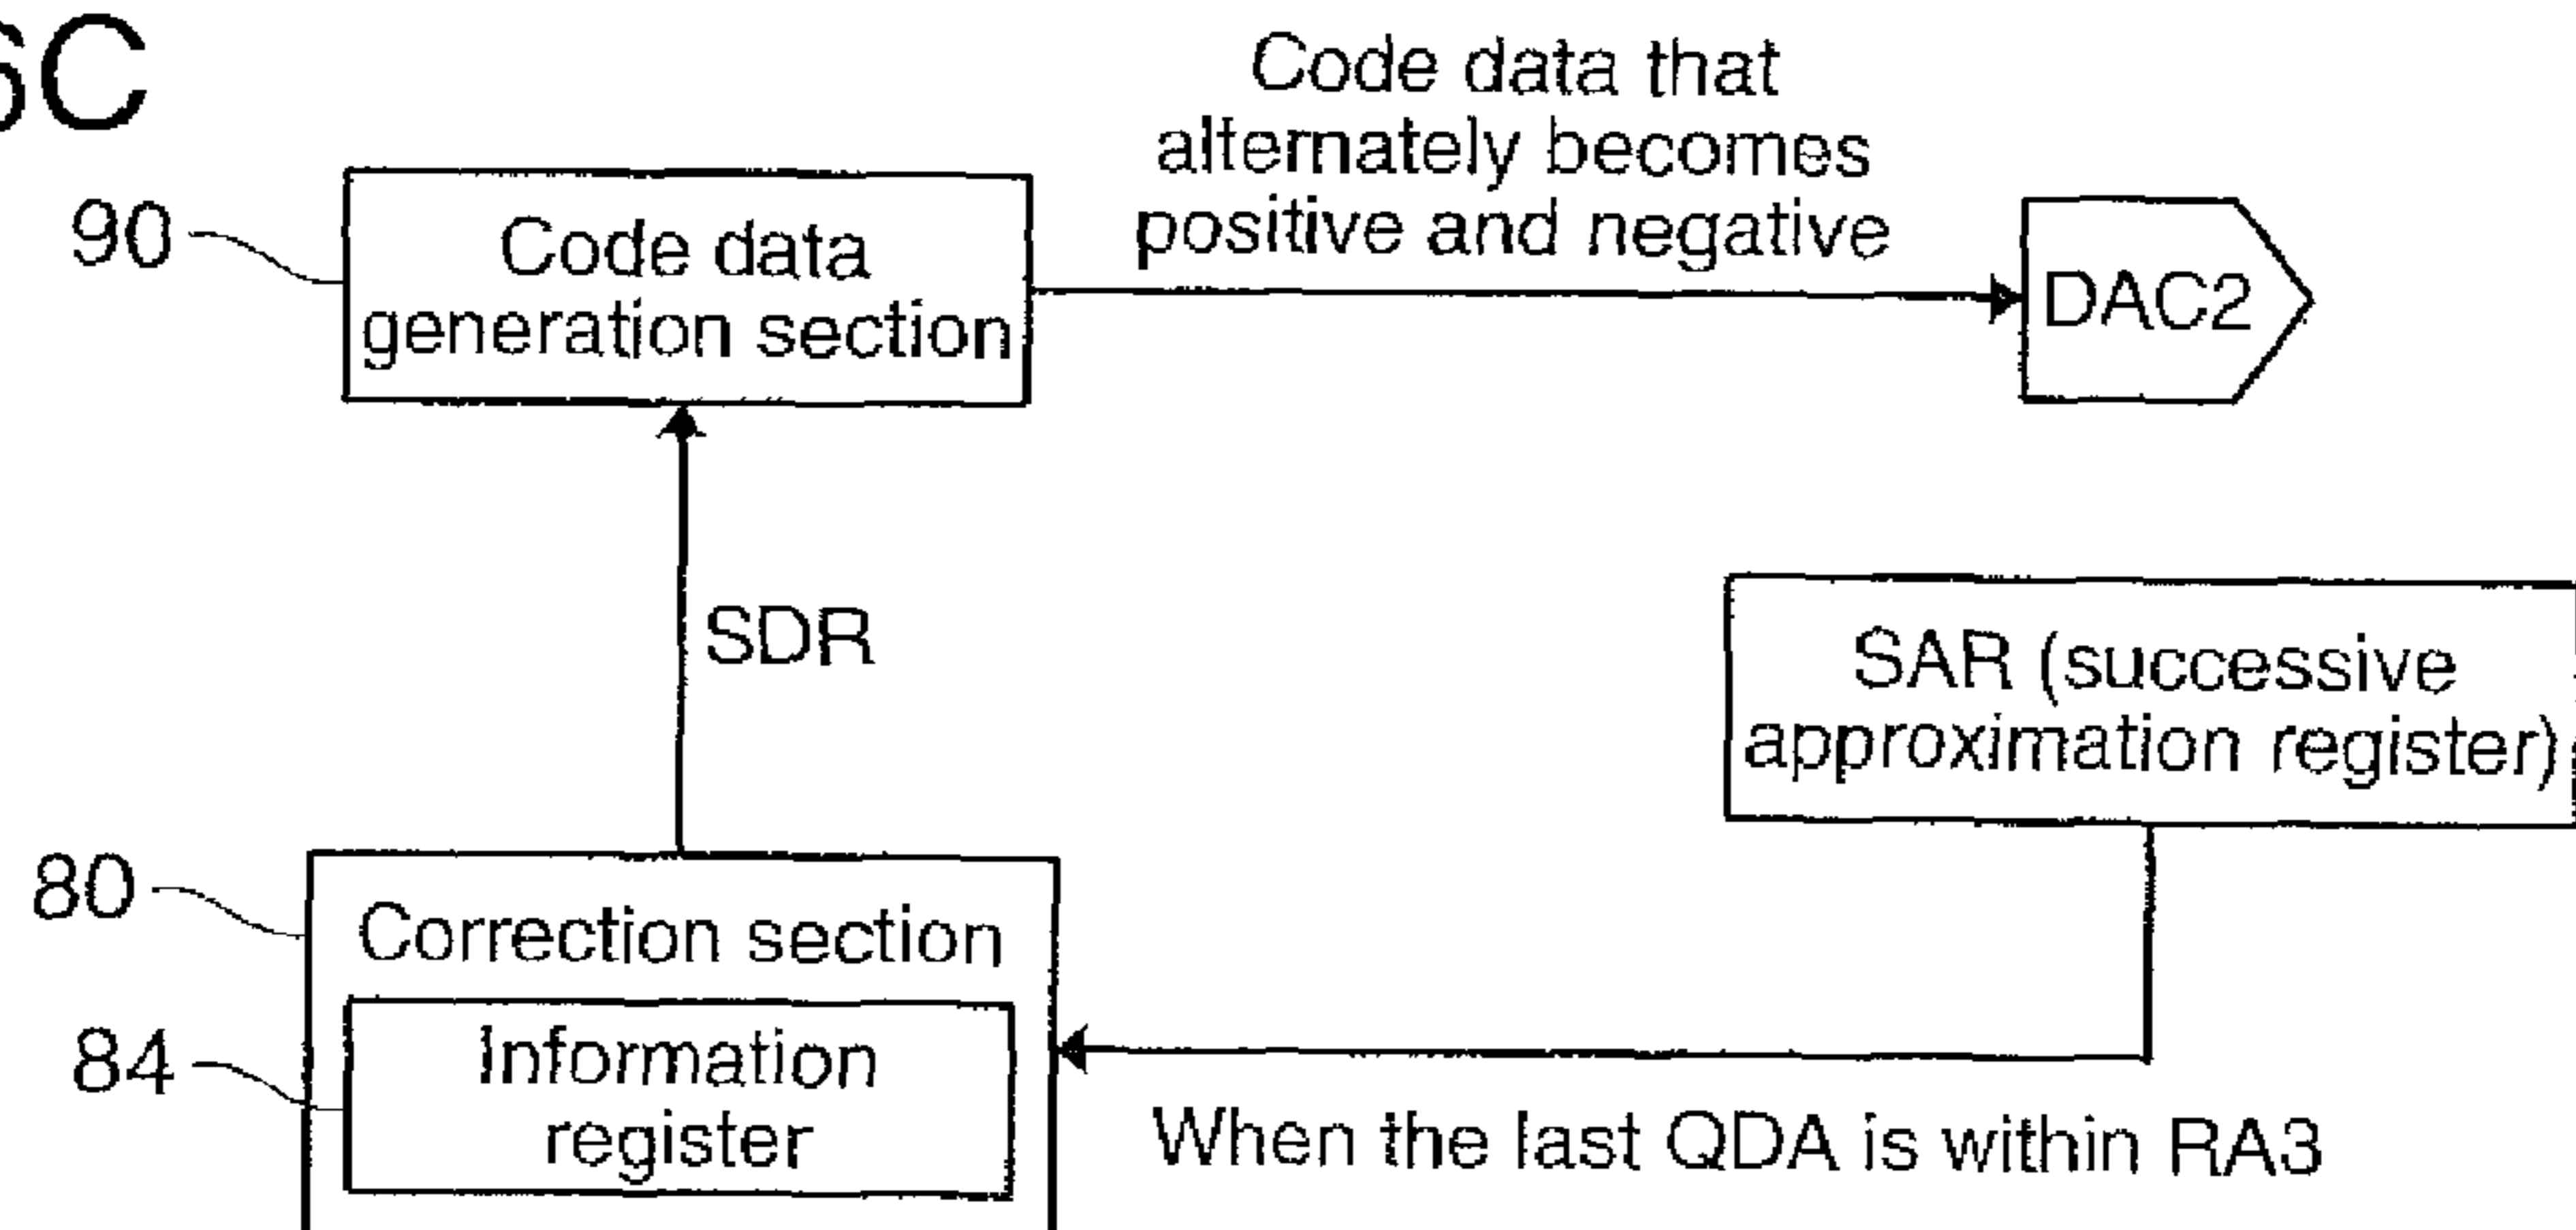 6C
Code data that
alternately becomes
positive and negative
90
Code data
generation section
DAC2
SDR
SAR (successive
approximation register)
80
Correction section
84
Information
register
When the last QDA is within RA3